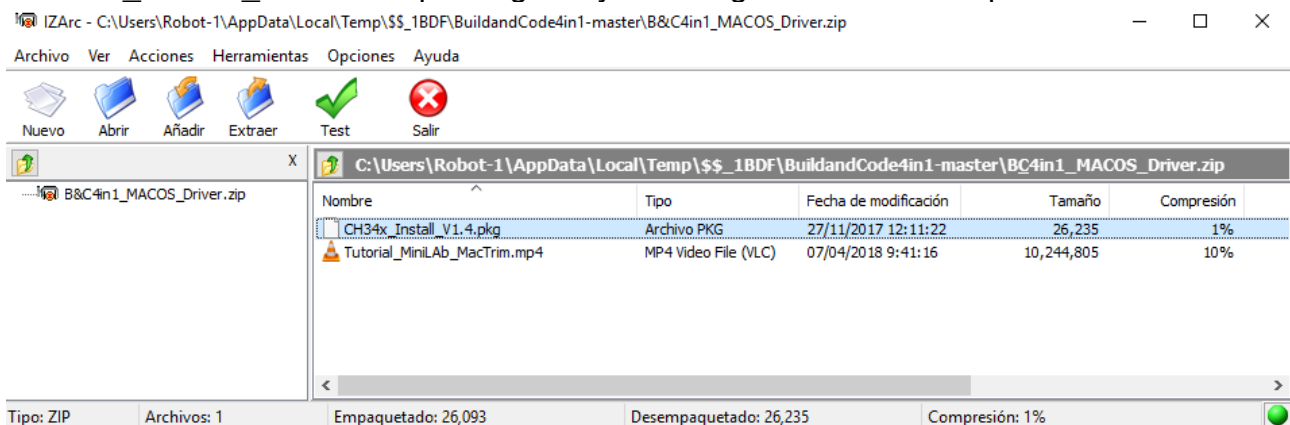 IZArc - C:\Users\Robot-1\AppData\Local\Temp\$$_1BDF\BuildandCode4in1-master\B&C4in1_MACOS_Driver.zip
Archivo Ver Acciones Herramientas Opciones Ayuda
Nuevo Abrir Añadir Extraer Test Salir
X C:\Users\Robot-1\AppData\Local\Temp\$$_1BDF\BuildandCode4in1-master\BC4in1_MACOS_Driver.zip
B&C4in1_MACOS_Driver.zip
Nombre Tipo Fecha de modificación Tamaño Compresión
CH34x_Install_V1.4.pkg Archivo PKG 27/11/2017 12:11:22 26,235 1%
Tutorial_MiniLAb_MacTrim.mp4 MP4 Video File (VLC) 07/04/2018 9:41:16 10,244,805 10%
Tipo: ZIP Archivos: 1 Empaquetado: 26,093 Desempaquetado: 26,235 Compresión: 1%